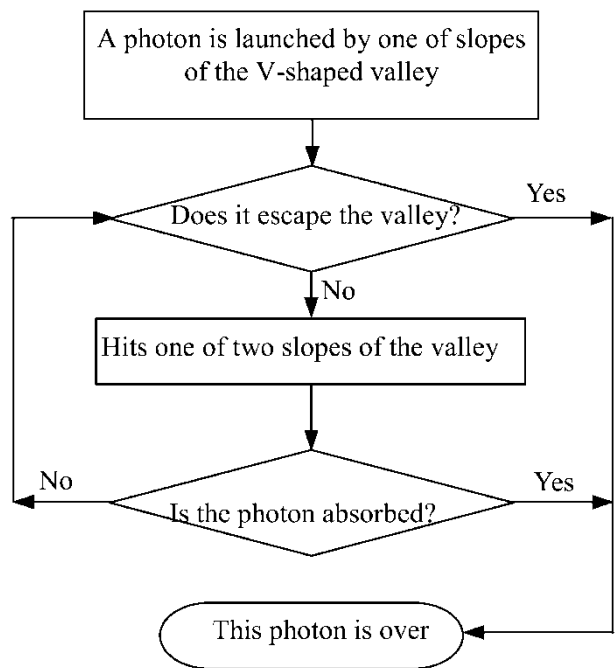 A photon is launched by one of slopes
of the V-shaped valley
Does it escape the valley?
Yes
No
Hits one of two slopes of the valley
No
Is the photon absorbed?
Yes
This photon is over